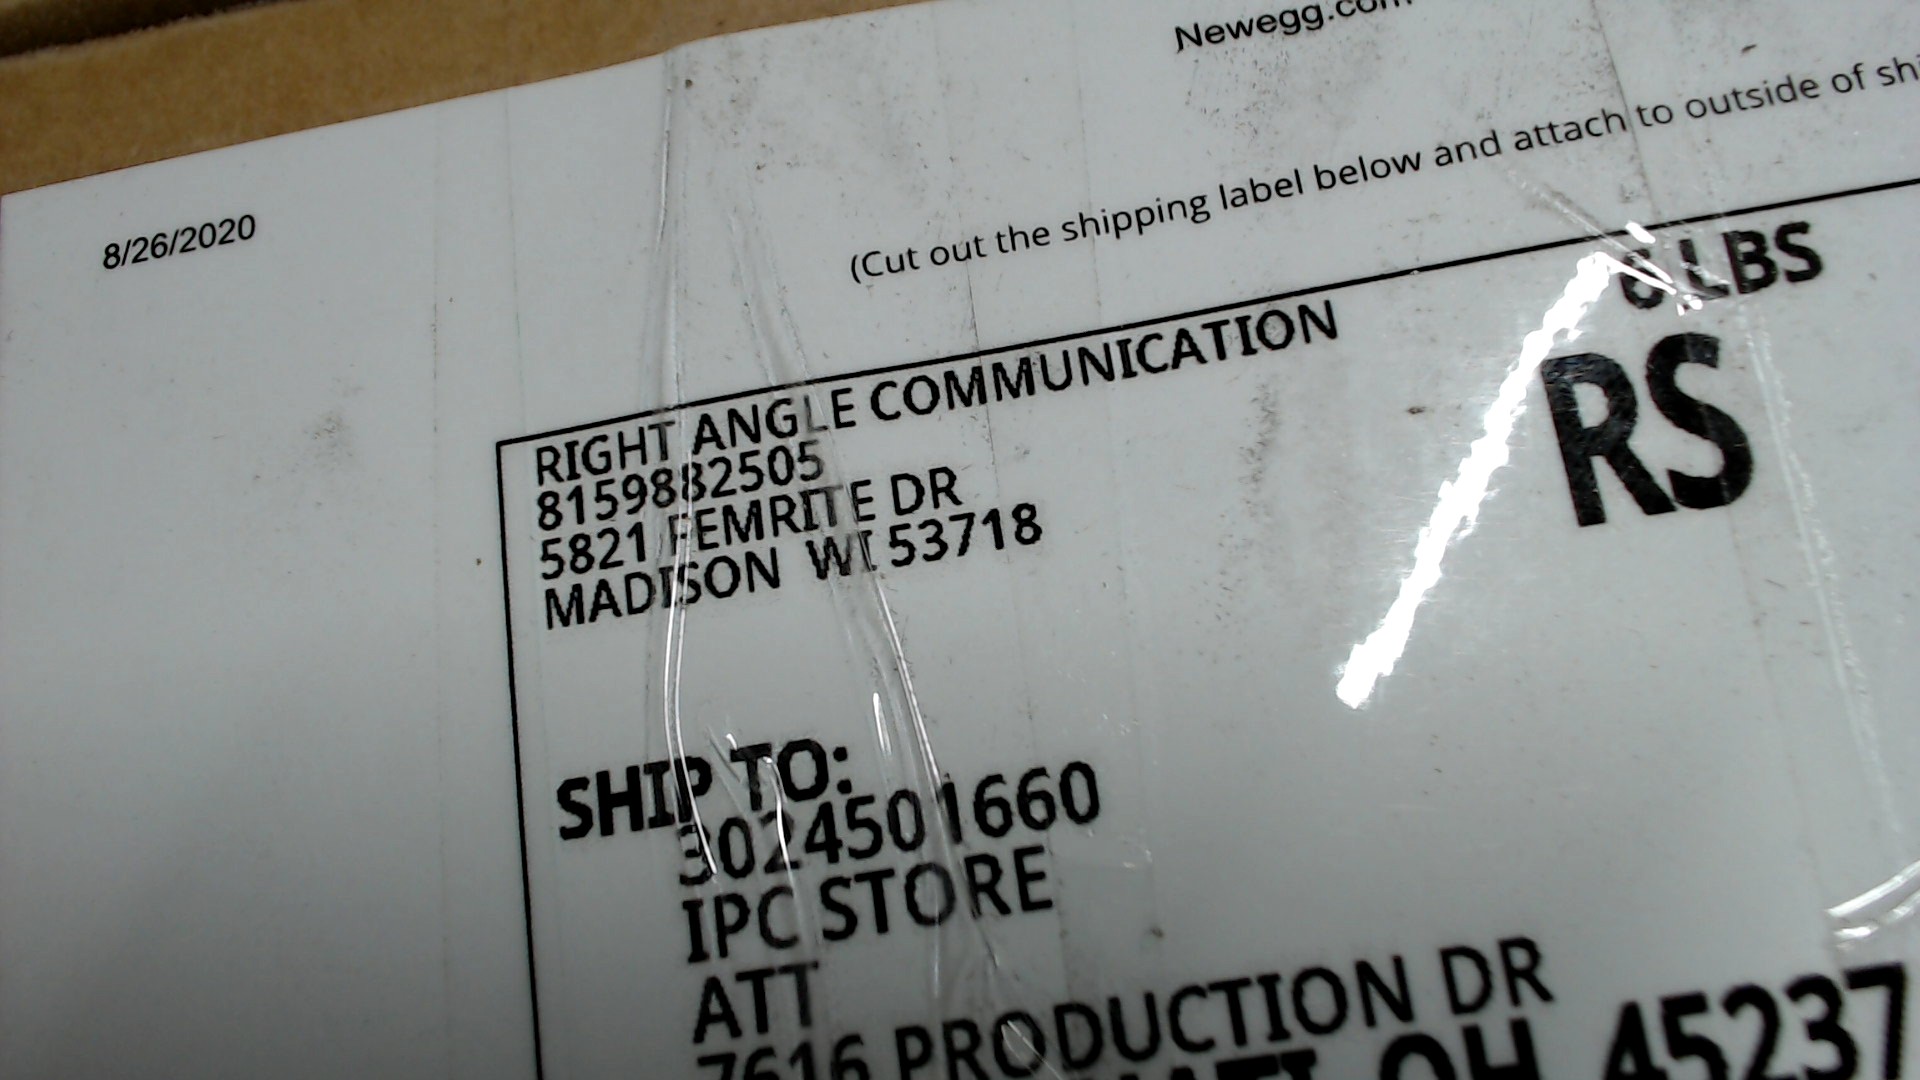 Newegg.com
8/26/2020
(Cut out the shipping label below and attach to outside of shi
LBS
RS
RIGHT ANGLE COMMUNICATION
8159882505
5821 FEMRITE DR
MADISON WI 53718
SHIP TO:
3024501660
IPC STORE
ATT
7616 PRODUCTION DR
OH 45237